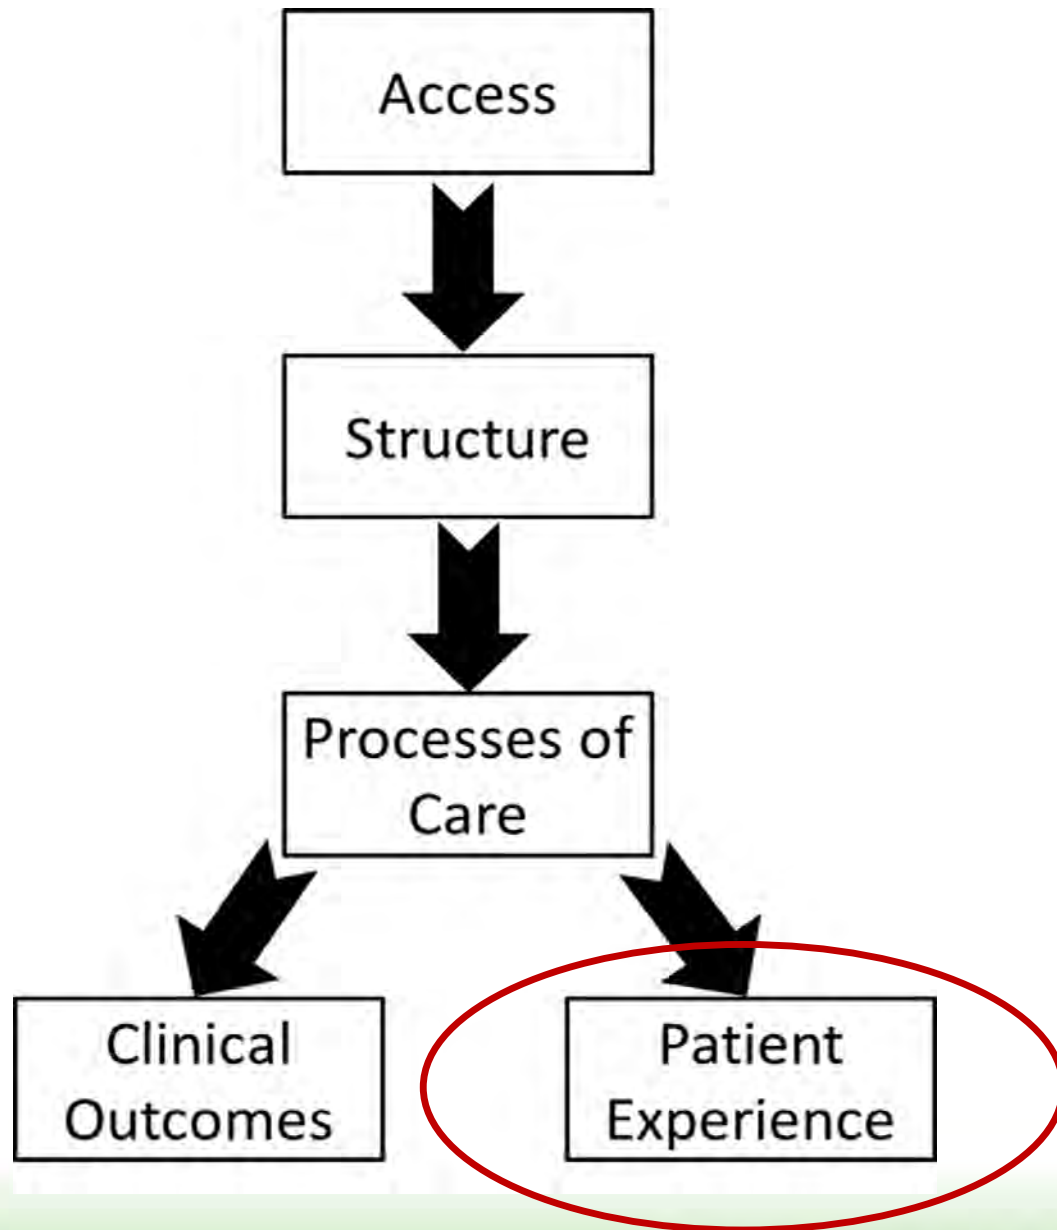 Access
Structure
Processes of
Care
Clinical
Outcomes
Patient
Experience